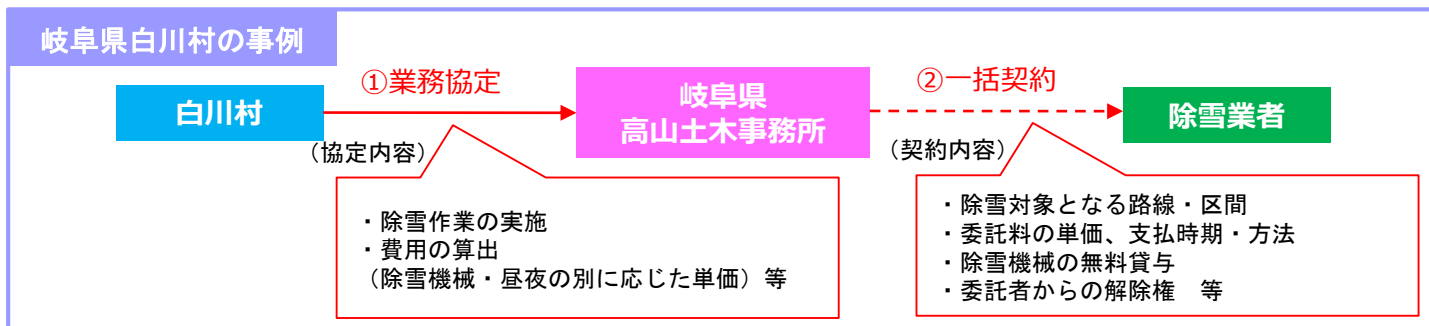 岐阜県白川村の事例
①業務協定
②一括契約
白川村
岐阜県
高山土木事務所
除雪業者
（協定内容）
（契約内容）
・除雪作業の実施
・費用の算出
（除雪機械・昼夜の別に応じた単価）等
・除雪対象となる路線・区間
・委託料の単価、支払時期・方法
・除雪機械の無料貸与
・委託者からの解除権　等